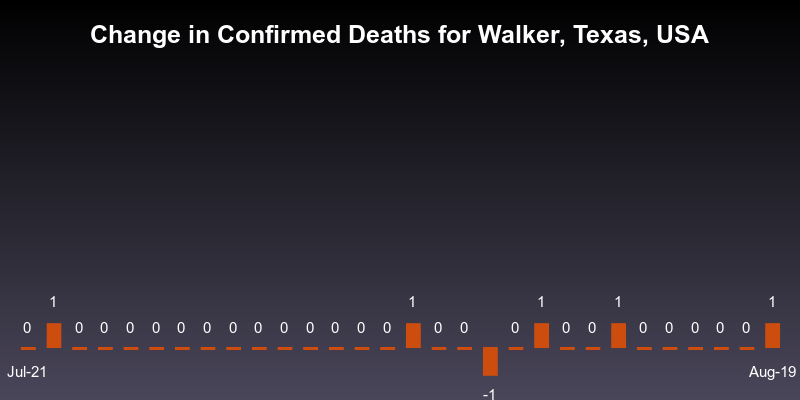 Change in Confirmed Deaths for Walker, Texas, USA
1 1 1 1 1
0 0 0 0 0 0 0 0 0 0 0 0 0 0 0 0 0 0 0 0 0 0 0 0
Jul-21 Aug-19
-1